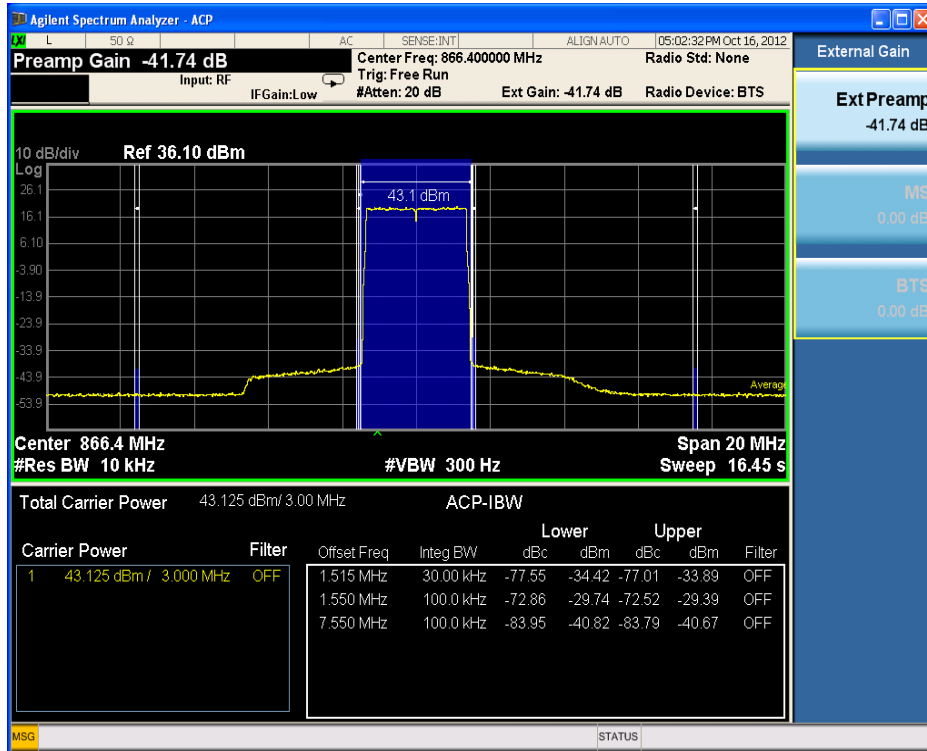 Agilent Spectrum Analyzer - ACP
LXI L 50 Ω AC SENSE:INT ALIGN AUTO 05:02:32 PM Oct 16, 2012
Preamp Gain -41.74 dB
Center Freq: 866.400000 MHz Radio Std: None
Input: RF Trig: Free Run
IFGain:Low #Atten: 20 dB Ext Gain: -41.74 dB Radio Device: BTS
External Gain
Ext Preamp
-41.74 dB
MS
0.00 dB
BTS
0.00 dB
10 dB/div Ref 36.10 dBm
Log
26.1
16.1
6.10
-3.90
-13.9
-23.9
-33.9
-43.9
-53.9
43.1 dBm
Average
Center 866.4 MHz Span 20 MHz
#Res BW 10 kHz #VBW 300 Hz Sweep 16.45 s
Total Carrier Power 43.125 dBm/ 3.00 MHz ACP-IBW
Lower Upper
Carrier Power Filter Offset Freq Integ BW dBc dBm dBc dBm Filter
1 43.125 dBm / 3.000 MHz OFF 1.515 MHz 30.00 kHz -77.55 -34.42 -77.01 -33.89 OFF
1.550 MHz 100.0 kHz -72.86 -29.74 -72.52 -29.39 OFF
7.550 MHz 100.0 kHz -83.95 -40.82 -83.79 -40.67 OFF
MSG STATUS